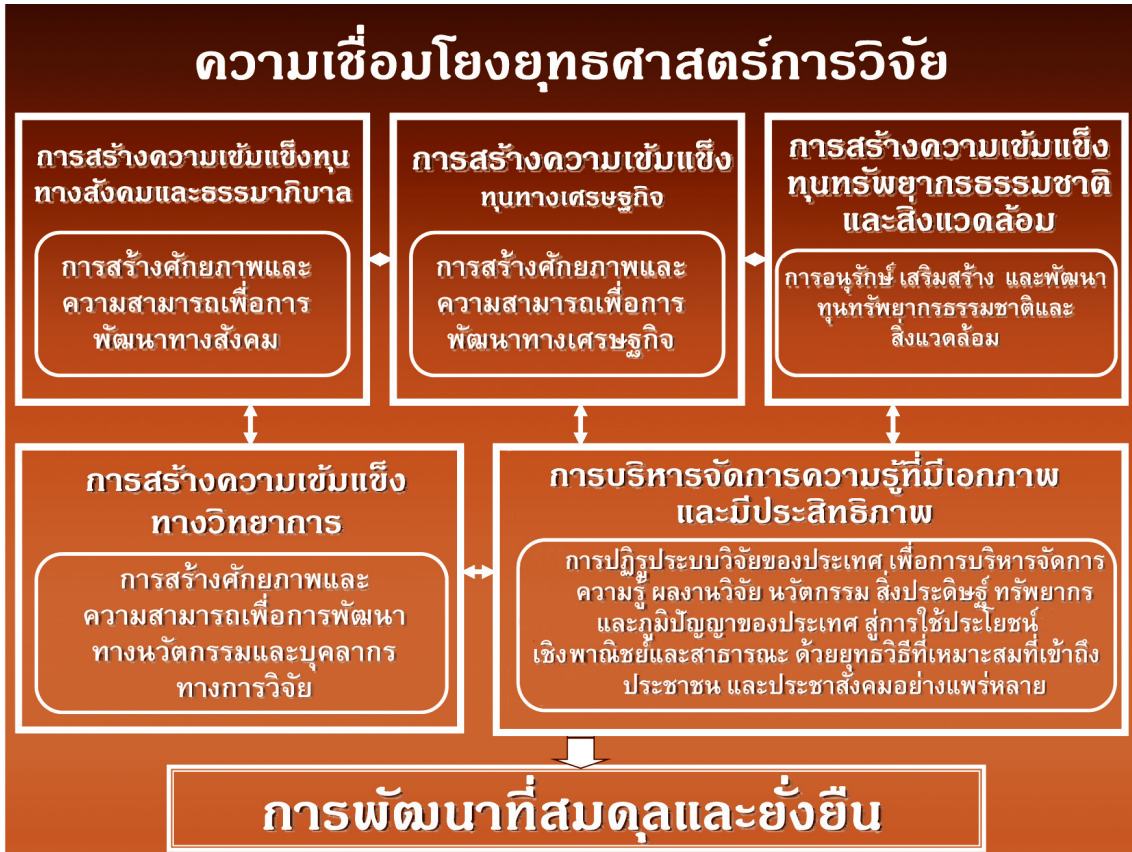 ความเชื่อมโยงยุทธศาสตร์การวิจัย
การสร้างความเข้มแข็งทุน
ทางสังคมและธรรมาภิบาล
การสร้างศักยภาพและ
ความสามารถเพื่อการ
พัฒนาทางสังคม
การสร้างความเข้มแข็ง
ทุนทางเศรษฐกิจ
การสร้างศักยภาพและ
ความสามารถเพื่อการ
พัฒนาทางเศรษฐกิจ
การสร้างความเข้มแข็ง
ทุนทรัพยากรธรรมชาติ
และสิ่งแวดล้อม
การอนุรักษ์ เสริมสร้าง และพัฒนา
ทุนทรัพยากรธรรมชาติและ
สิ่งแวดล้อม
การสร้างความเข้มแข็ง
ทางวิทยาการ
การสร้างศักยภาพและ
ความสามารถเพื่อการพัฒนา
ทางนวัตกรรมและบุคลากร
ทางการวิจัย
การบริหารจัดการความรู้ที่มีเอกภาพ
และมีประสิทธิภาพ
การปฏิรูประบบวิจัยของประเทศ เพื่อการบริหารจัดการ
ความรู้ ผลงานวิจัย นวัตกรรม สิ่งประดิษฐ์ ทรัพยากร
และภูมิปัญญาของประเทศ สู่การใช้ประโยชน์
เชิงพาณิชย์และสาธารณะ ด้วยยุทธวิธีที่เหมาะสมที่เข้าถึง
ประชาชน และประชาสังคมอย่างแพร่หลาย
การพัฒนาที่สมดุลและยั่งยืน